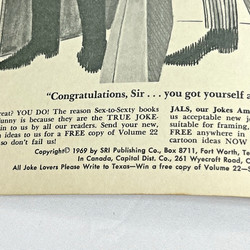 "Congratulations, Sir . . . you got yourself a
reat? YOU DO! The reason Sex-to-Sexty books
unny is because they are the TRUE JOKE-
in to us by all our readers. Send your new,
n ideas to us for a FREE copy of Volume 22
so don't fail us!
JALS, our Jokes Am
us acceptable new j
suitable for framing.
FREE anywhere in
cartoon ideas NOW
Copyright © 1969 by SRI Publishing Co., Box 8711, Fort Worth, Te
In Canada, Capital Dist. Co., 261 Wyecroft Road, O
All Joke Lovers Please Write to Texas—Win a free copy of Volume 22—S